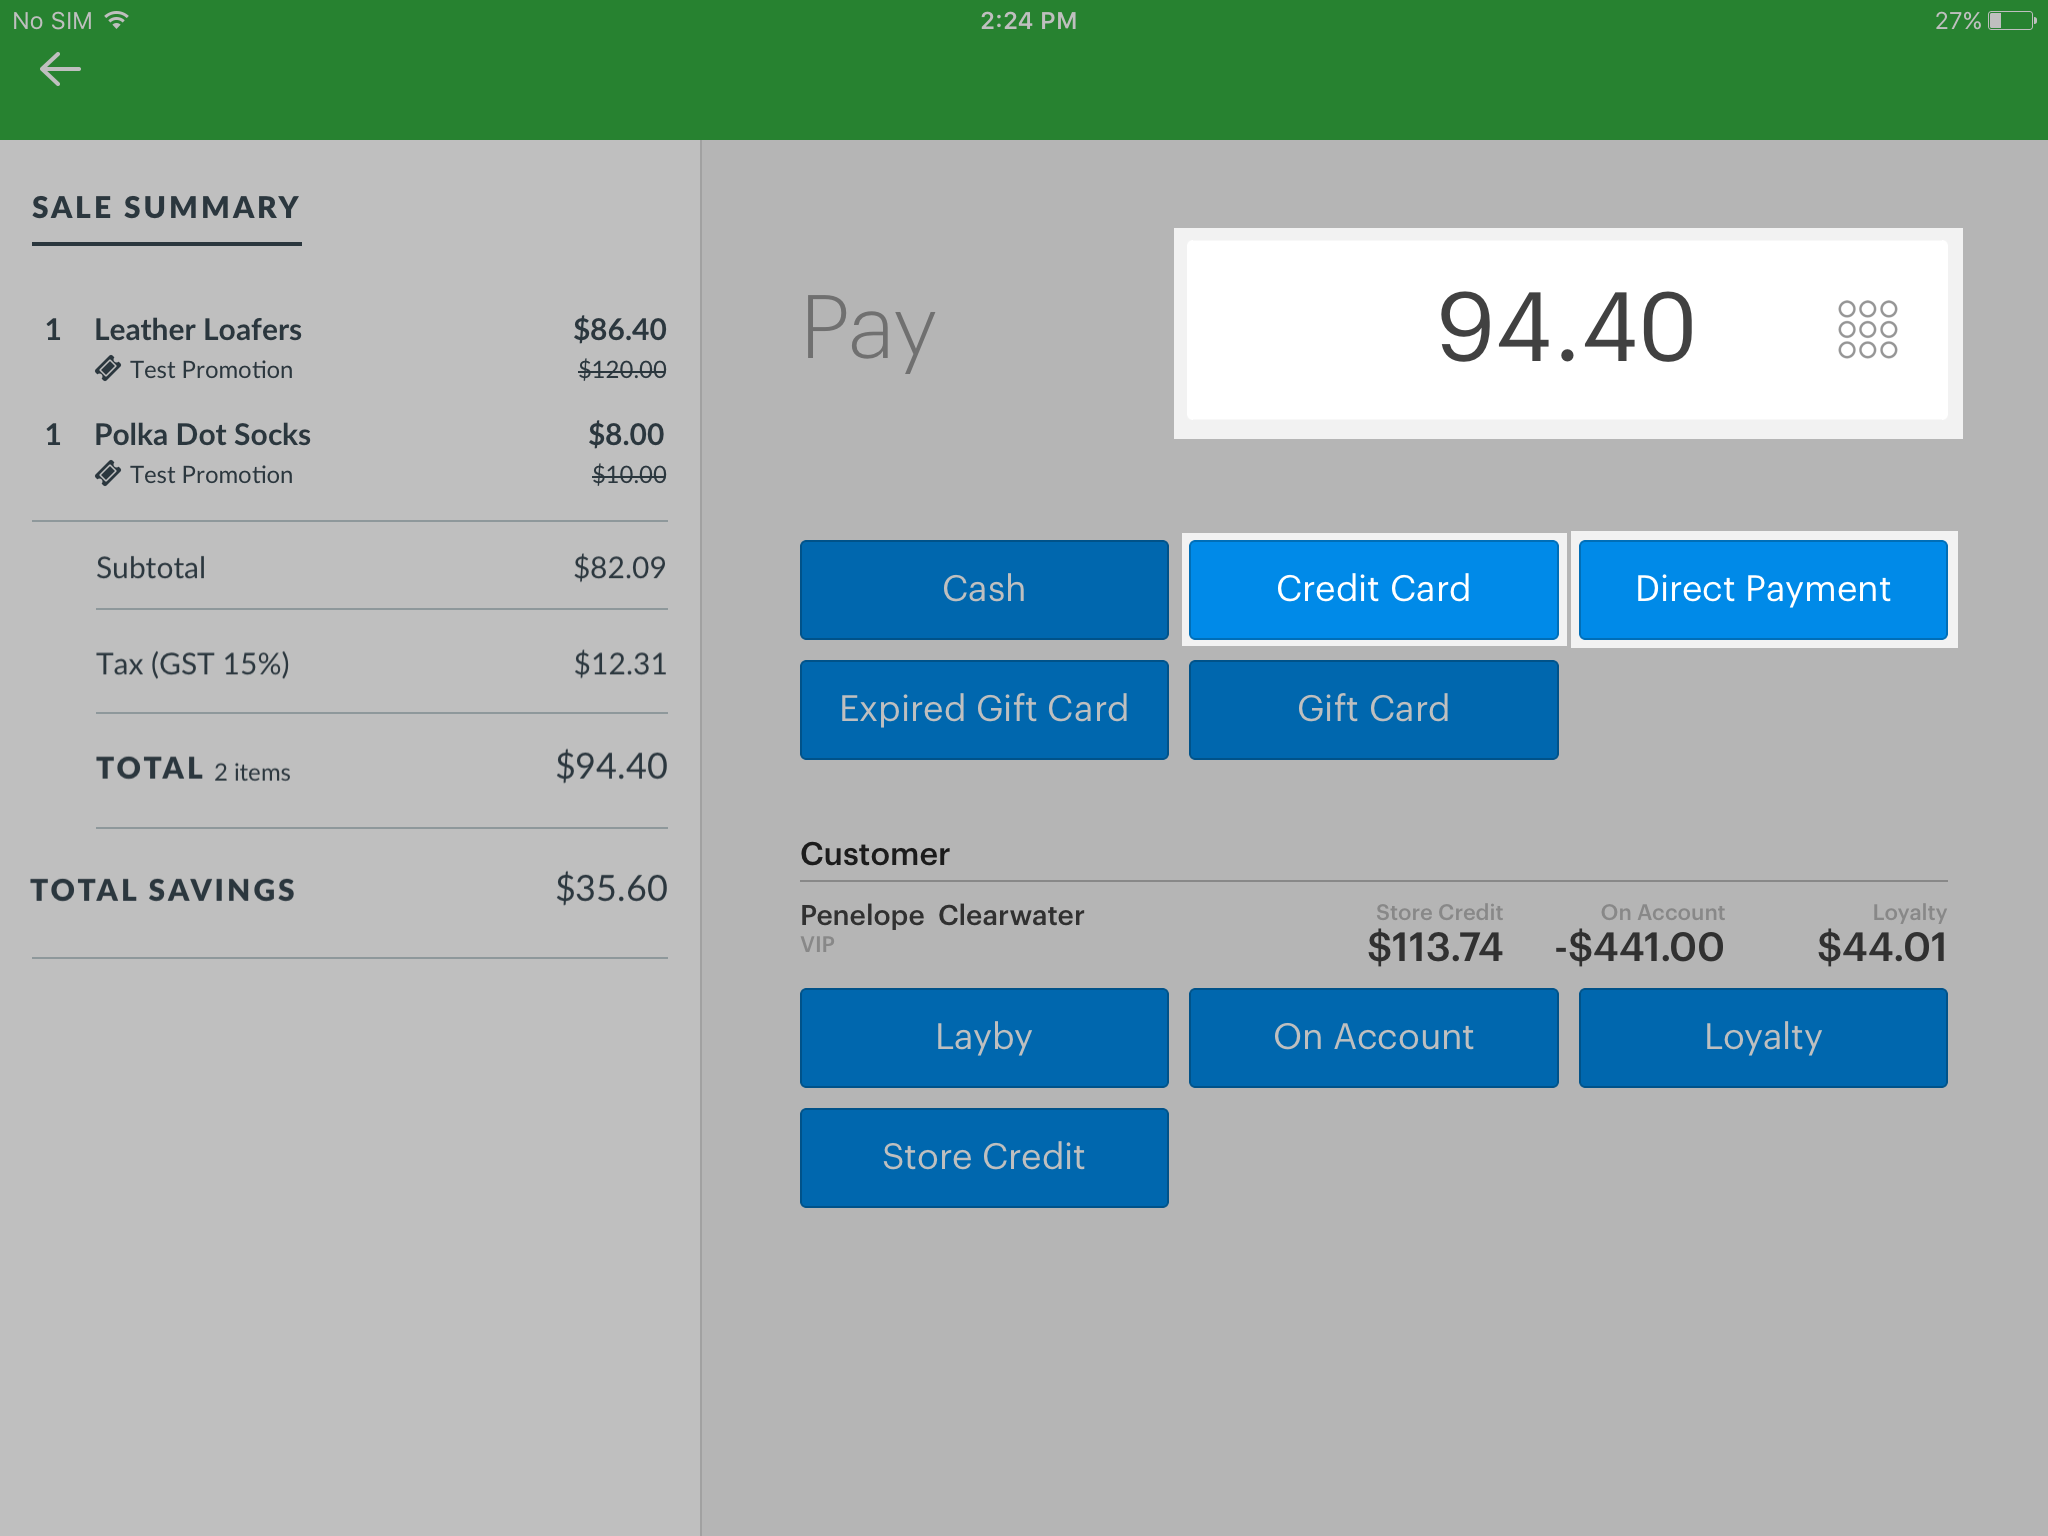 No SIM 2:24 PM 27%
SALE SUMMARY
1 Leather Loafers $86.40
Test Promotion $120.00
1 Polka Dot Socks $8.00
Test Promotion $10.00
Subtotal $82.09
Tax (GST 15%) $12.31
TOTAL 2 items $94.40
TOTAL SAVINGS $35.60
Pay 94.40
Cash Credit Card Direct Payment
Expired Gift Card Gift Card
Customer
Penelope Clearwater Store Credit On Account Loyalty
VIP $113.74 -$441.00 $44.01
Layby On Account Loyalty
Store Credit